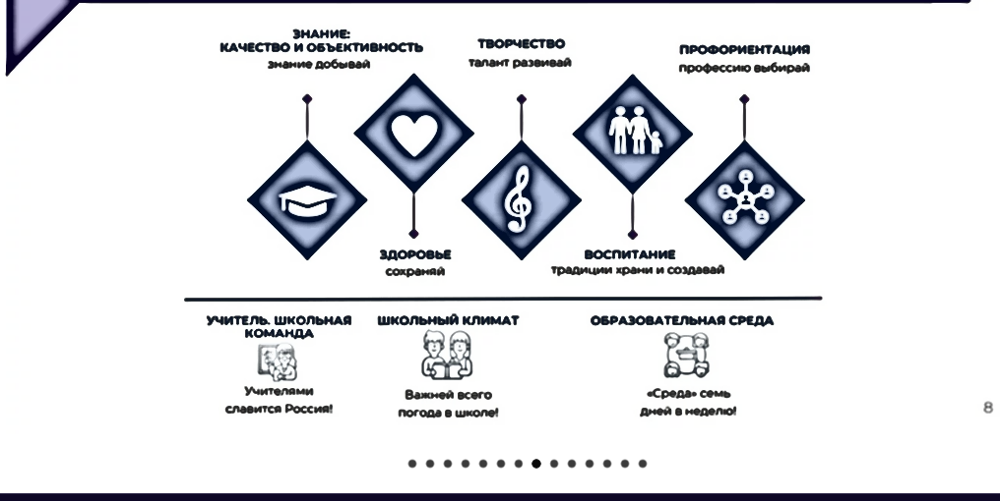 ЗНАНИЕ:
КАЧЕСТВО И ОБЪЕКТИВНОСТЬ
знание добывай
ТВОРЧЕСТВО
талант развивай
ПРОФОРИЕНТАЦИЯ
профессию выбирай
ЗДОРОВЬЕ
сохраняй
ВОСПИТАНИЕ
традиции храни и создавай
УЧИТЕЛЬ. ШКОЛЬНАЯ
КОМАНДА
Учителями
славится Россия!
ШКОЛЬНЫЙ КЛИМАТ
Важней всего
погода в школе!
ОБРАЗОВАТЕЛЬНАЯ СРЕДА
«Среда» семь
дней в неделю!
8